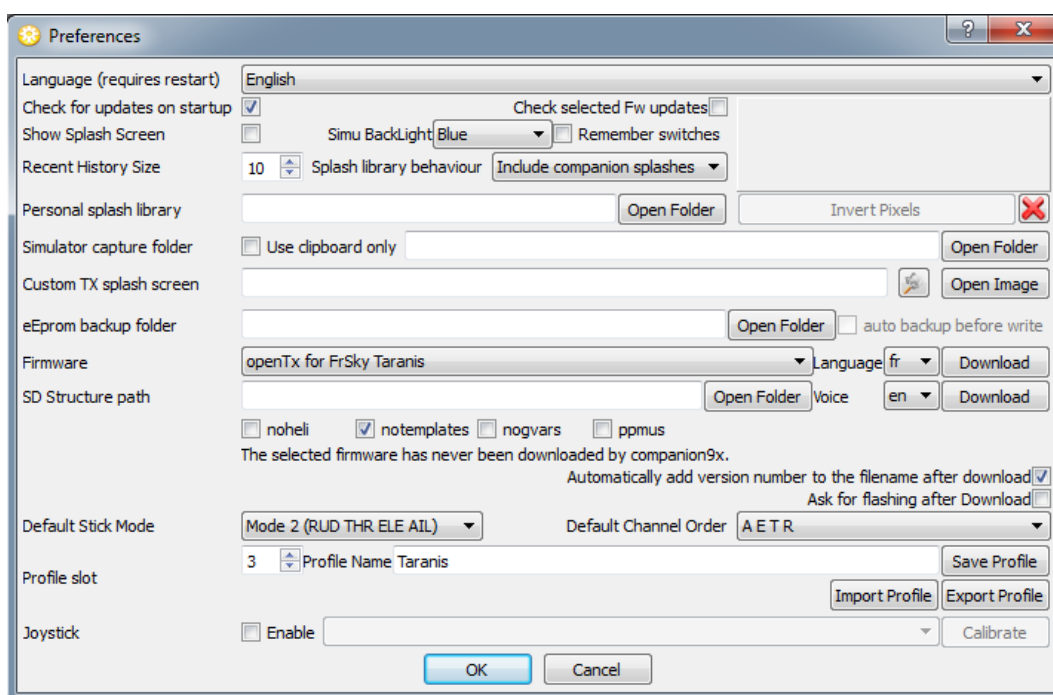 Preferences
Language (requires restart) English
Check for updates on startup Check selected Fw updates
Show Splash Screen Simu BackLight Blue Remember switches
Recent History Size 10 Splash library behaviour Include companion splashes
Personal splash library Open Folder Invert Pixels
Simulator capture folder Use clipboard only Open Folder
Custom TX splash screen Open Image
eEprom backup folder Open Folder auto backup before write
Firmware openTx for FrSky Taranis Language fr Download
SD Structure path Open Folder Voice en Download
noheli notemplates nogvars ppmus
The selected firmware has never been downloaded by companion9x.
Automatically add version number to the filename after download
Ask for flashing after Download
Default Stick Mode Mode 2 (RUD THR ELE AIL) Default Channel Order A E T R
Profile slot 3 Profile Name Taranis Save Profile
Import Profile Export Profile
Joystick Enable Calibrate
OK Cancel